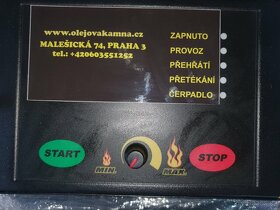 www.olejovakamna.cz
MALEŠICKÁ 74, PRAHA 3
tel.: +420603551252
ZAPNUTO
PROVOZ
PŘEHŘÁTÍ
PŘETÉKÁNÍ
ČERPADLO
START
MIN.
MAX.
STOP